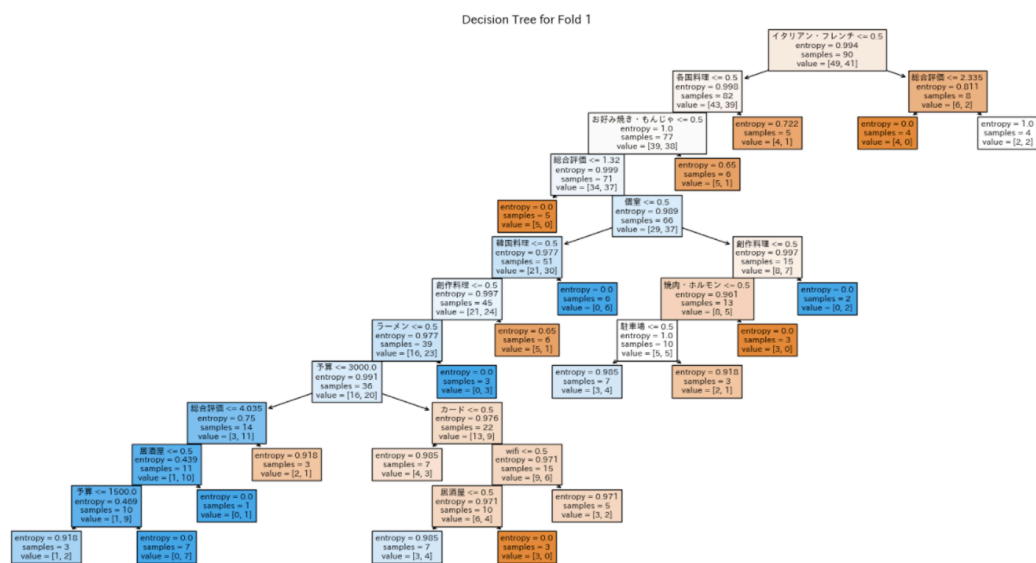 Decision Tree for Fold 1
イタリアン・フレンチ <= 0.5
entropy = 0.994
samples = 90
value = [49, 41]
各国料理 <= 0.5
entropy = 0.998
samples = 82
value = [43, 39]
総合評価 <= 2.335
entropy = 0.811
samples = 8
value = [6, 2]
お好み焼き・もんじゃ <= 0.5
entropy = 1.0
samples = 77
value = [39, 38]
entropy = 0.722
samples = 5
value = [4, 1]
entropy = 0.0
samples = 4
value = [4, 0]
entropy = 1.0
samples = 4
value = [2, 2]
総合評価 <= 1.32
entropy = 0.999
samples = 71
value = [34, 37]
entropy = 0.65
samples = 6
value = [5, 1]
entropy = 0.0
samples = 5
value = [5, 0]
個室 <= 0.5
entropy = 0.989
samples = 66
value = [29, 37]
韓国料理 <= 0.5
entropy = 0.977
samples = 51
value = [21, 30]
創作料理 <= 0.5
entropy = 0.997
samples = 15
value = [8, 7]
創作料理 <= 0.5
entropy = 0.997
samples = 45
value = [21, 24]
entropy = 0.0
samples = 6
value = [0, 6]
焼肉・ホルモン <= 0.5
entropy = 0.961
samples = 13
value = [8, 5]
entropy = 0.0
samples = 2
value = [0, 2]
ラーメン <= 0.5
entropy = 0.977
samples = 39
value = [16, 23]
entropy = 0.65
samples = 6
value = [5, 1]
駐車場 <= 0.5
entropy = 1.0
samples = 10
value = [5, 5]
entropy = 0.0
samples = 3
value = [3, 0]
予算 <= 3000.0
entropy = 0.991
samples = 36
value = [16, 20]
entropy = 0.0
samples = 3
value = [0, 3]
entropy = 0.985
samples = 7
value = [3, 4]
entropy = 0.918
samples = 3
value = [2, 1]
総合評価 <= 4.035
entropy = 0.75
samples = 14
value = [3, 11]
カード <= 0.5
entropy = 0.976
samples = 22
value = [13, 9]
居酒屋 <= 0.5
entropy = 0.439
samples = 11
value = [1, 10]
entropy = 0.918
samples = 3
value = [2, 1]
entropy = 0.985
samples = 7
value = [4, 3]
wifi <= 0.5
entropy = 0.971
samples = 15
value = [9, 6]
予算 <= 1500.0
entropy = 0.469
samples = 10
value = [1, 9]
entropy = 0.0
samples = 1
value = [0, 1]
居酒屋 <= 0.5
entropy = 0.971
samples = 10
value = [6, 4]
entropy = 0.971
samples = 5
value = [3, 2]
entropy = 0.918
samples = 3
value = [1, 2]
entropy = 0.0
samples = 7
value = [0, 7]
entropy = 0.985
samples = 7
value = [3, 4]
entropy = 0.0
samples = 3
value = [3, 0]